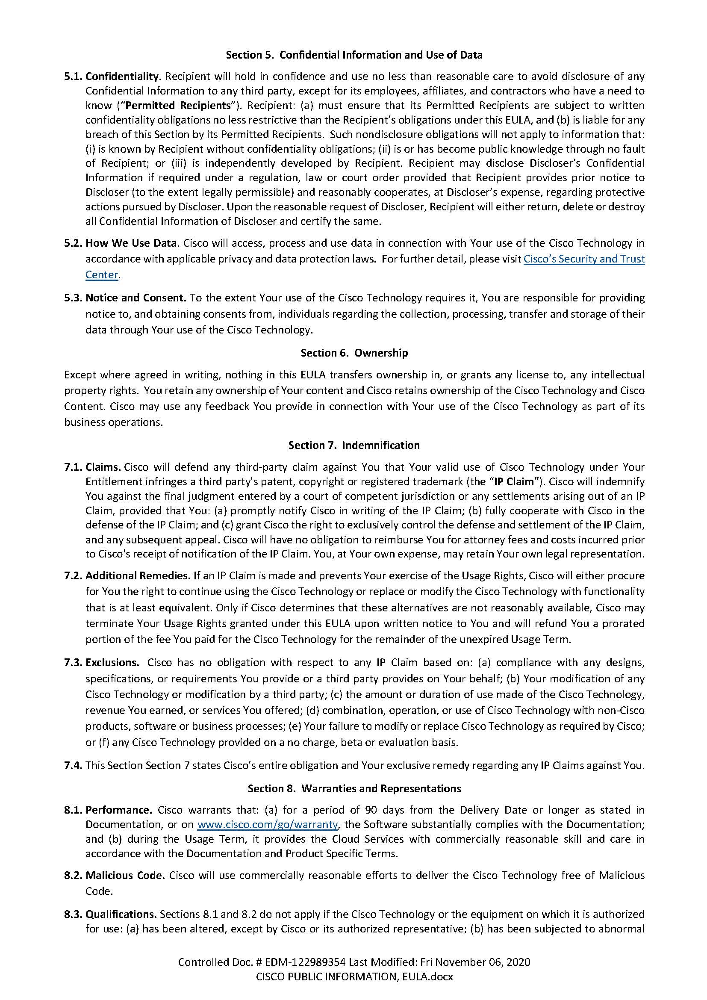 Section 5.  Confidential Information and Use of Data
5.1. Confidentiality. Recipient will hold in confidence and use no less than reasonable care to avoid disclosure of any
Confidential Information to any third party, except for its employees, affiliates, and contractors who have a need to
know (“Permitted Recipients”). Recipient: (a) must ensure that its Permitted Recipients are subject to written
confidentiality obligations no less restrictive than the Recipient’s obligations under this EULA, and (b) is liable for any
breach of this Section by its Permitted Recipients.  Such nondisclosure obligations will not apply to information that:
(i) is known by Recipient without confidentiality obligations; (ii) is or has become public knowledge through no fault
of Recipient; or (iii) is independently developed by Recipient. Recipient may disclose Discloser’s Confidential
Information if required under a regulation, law or court order provided that Recipient provides prior notice to
Discloser (to the extent legally permissible) and reasonably cooperates, at Discloser’s expense, regarding protective
actions pursued by Discloser. Upon the reasonable request of Discloser, Recipient will either return, delete or destroy
all Confidential Information of Discloser and certify the same.
5.2. How We Use Data. Cisco will access, process and use data in connection with Your use of the Cisco Technology in
accordance with applicable privacy and data protection laws.  For further detail, please visit Cisco’s Security and Trust
Center.
5.3. Notice and Consent. To the extent Your use of the Cisco Technology requires it, You are responsible for providing
notice to, and obtaining consents from, individuals regarding the collection, processing, transfer and storage of their
data through Your use of the Cisco Technology.
Section 6.  Ownership
Except where agreed in writing, nothing in this EULA transfers ownership in, or grants any license to, any intellectual
property rights.  You retain any ownership of Your content and Cisco retains ownership of the Cisco Technology and Cisco
Content. Cisco may use any feedback You provide in connection with Your use of the Cisco Technology as part of its
business operations.
Section 7.  Indemnification
7.1. Claims. Cisco will defend any third-party claim against You that Your valid use of Cisco Technology under Your
Entitlement infringes a third party's patent, copyright or registered trademark (the “IP Claim”). Cisco will indemnify
You against the final judgment entered by a court of competent jurisdiction or any settlements arising out of an IP
Claim, provided that You: (a) promptly notify Cisco in writing of the IP Claim; (b) fully cooperate with Cisco in the
defense of the IP Claim; and (c) grant Cisco the right to exclusively control the defense and settlement of the IP Claim,
and any subsequent appeal. Cisco will have no obligation to reimburse You for attorney fees and costs incurred prior
to Cisco's receipt of notification of the IP Claim. You, at Your own expense, may retain Your own legal representation.
7.2. Additional Remedies. If an IP Claim is made and prevents Your exercise of the Usage Rights, Cisco will either procure
for You the right to continue using the Cisco Technology or replace or modify the Cisco Technology with functionality
that is at least equivalent. Only if Cisco determines that these alternatives are not reasonably available, Cisco may
terminate Your Usage Rights granted under this EULA upon written notice to You and will refund You a prorated
portion of the fee You paid for the Cisco Technology for the remainder of the unexpired Usage Term.
7.3. Exclusions.  Cisco has no obligation with respect to any IP Claim based on: (a) compliance with any designs,
specifications, or requirements You provide or a third party provides on Your behalf; (b) Your modification of any
Cisco Technology or modification by a third party; (c) the amount or duration of use made of the Cisco Technology,
revenue You earned, or services You offered; (d) combination, operation, or use of Cisco Technology with non-Cisco
products, software or business processes; (e) Your failure to modify or replace Cisco Technology as required by Cisco;
or (f) any Cisco Technology provided on a no charge, beta or evaluation basis.
7.4. This Section Section 7 states Cisco’s entire obligation and Your exclusive remedy regarding any IP Claims against You.
Section 8.  Warranties and Representations
8.1. Performance. Cisco warrants that: (a) for a period of 90 days from the Delivery Date or longer as stated in
Documentation, or on www.cisco.com/go/warranty, the Software substantially complies with the Documentation;
and (b) during the Usage Term, it provides the Cloud Services with commercially reasonable skill and care in
accordance with the Documentation and Product Specific Terms.
8.2. Malicious Code. Cisco will use commercially reasonable efforts to deliver the Cisco Technology free of Malicious
Code.
8.3. Qualifications. Sections 8.1 and 8.2 do not apply if the Cisco Technology or the equipment on which it is authorized
for use: (a) has been altered, except by Cisco or its authorized representative; (b) has been subjected to abnormal
Controlled Doc. # EDM-122989354 Last Modified: Fri November 06, 2020
CISCO PUBLIC INFORMATION, EULA.docx